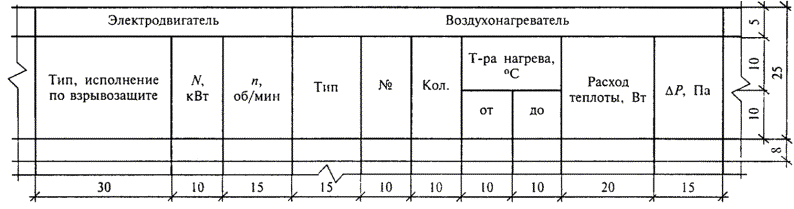 Электродвигатель
Воздухонагреватель
Тип, исполнение
по взрывозащите
N,
кВт
n,
об/мин
Тип
№
Кол.
Т-ра нагрева,
°С
от
до
Расход
теплоты, Вт
ΔP, Па
5
10
10
25
8
30
10
15
15
10
10
10
10
20
15